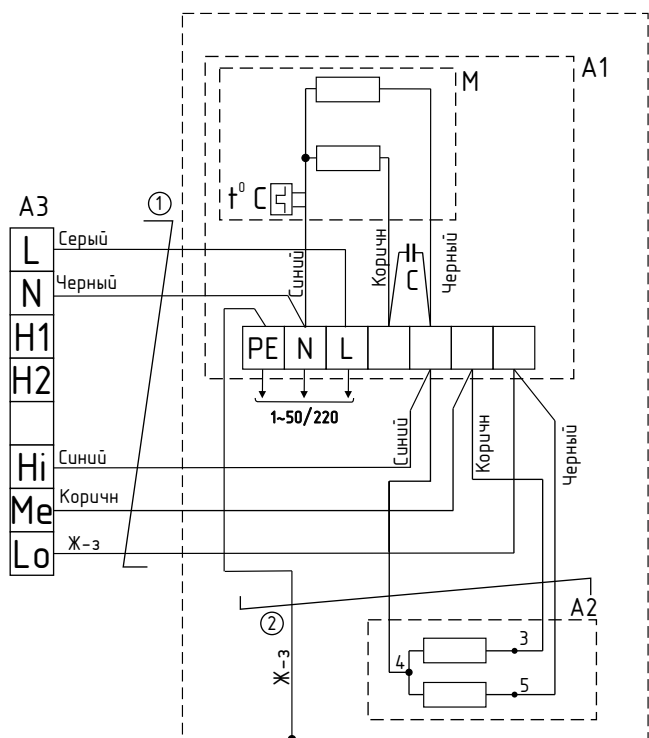 A1
M
t° C
A3
1
L
Серый
N
Черный
H1
H2
Hi
Синий
Me
Коричн
Lo
Ж-з
Синий
Коричн
C
Черный
PE
N
L
1~50/220
Синий
Коричн
Черный
2
Ж-з
A2
3
4
5